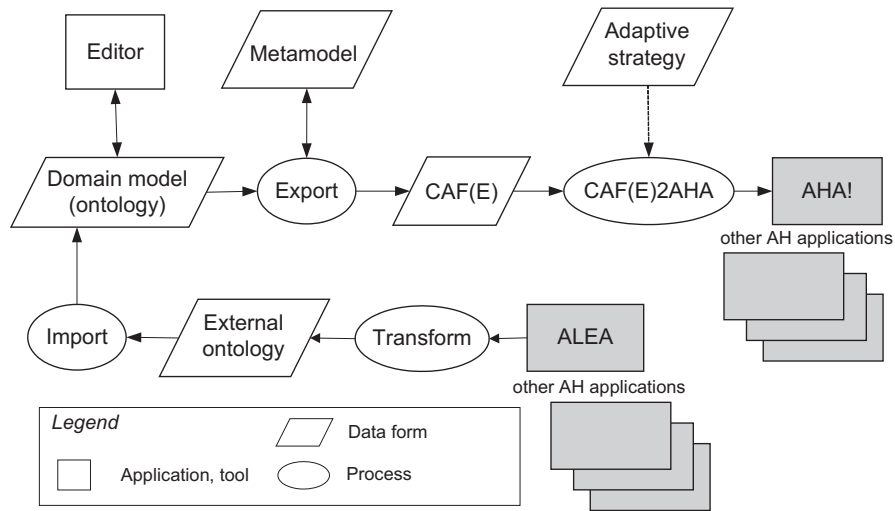 Editor
Metamodel
Adaptive
strategy
Domain model
(ontology)
Export
CAF(E)
CAF(E)2AHA
AHA!
other AH applications
Import
External
ontology
Transform
ALEA
other AH applications
Legend
Data form
Application, tool
Process